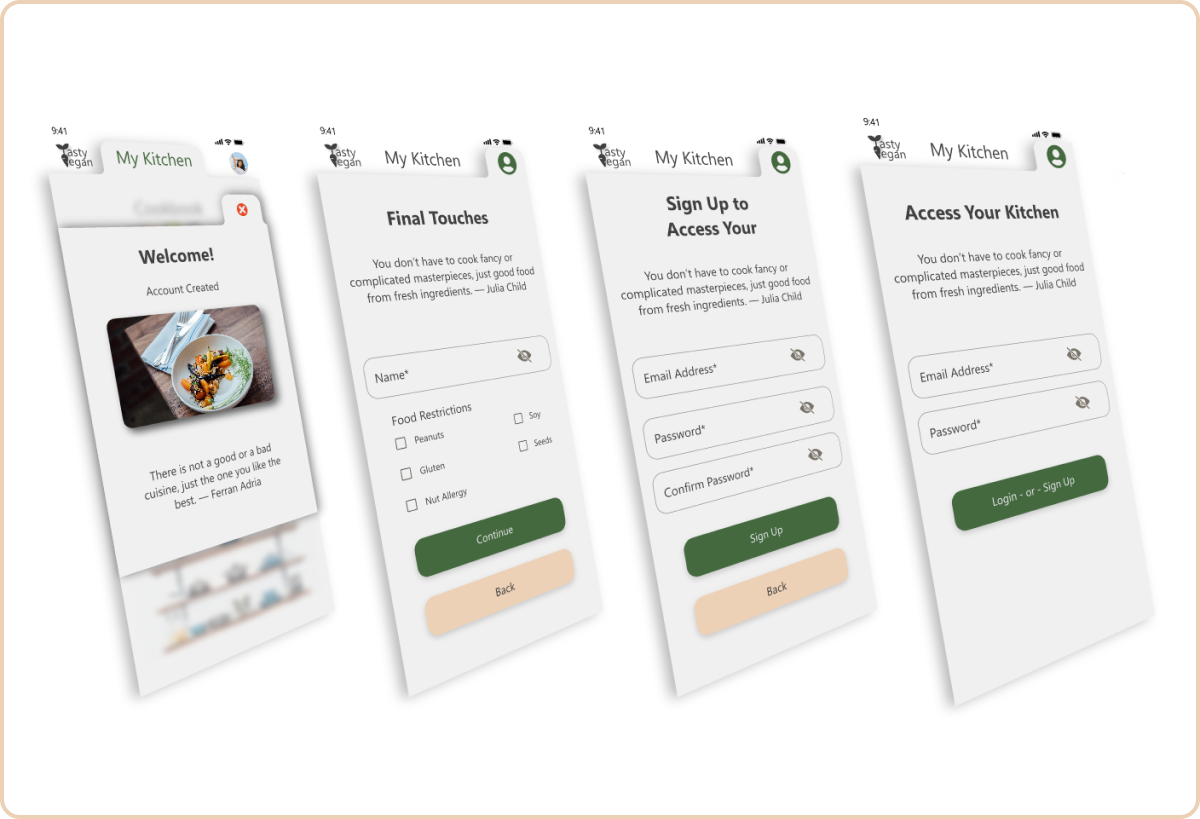 9:41
Tasty
Vegan
My Kitchen
Cookbook
Welcome!
Account Created
There is not a good or a bad
cuisine, just the one you like the
best. — Ferran Adria
9:41
Tasty
Vegan
My Kitchen
Final Touches
You don't have to cook fancy or
complicated masterpieces, just good food
from fresh ingredients. — Julia Child
Name*
Food Restrictions
Peanuts
Soy
Gluten
Seeds
Nut Allergy
Continue
Back
9:41
Tasty
Vegan
My Kitchen
Sign Up to
Access Your
You don't have to cook fancy or
complicated masterpieces, just good food
from fresh ingredients. — Julia Child
Email Address*
Password*
Confirm Password*
Sign Up
Back
9:41
Tasty
Vegan
My Kitchen
Access Your Kitchen
You don't have to cook fancy or
complicated masterpieces, just good food
from fresh ingredients. — Julia Child
Email Address*
Password*
Login - or - Sign Up